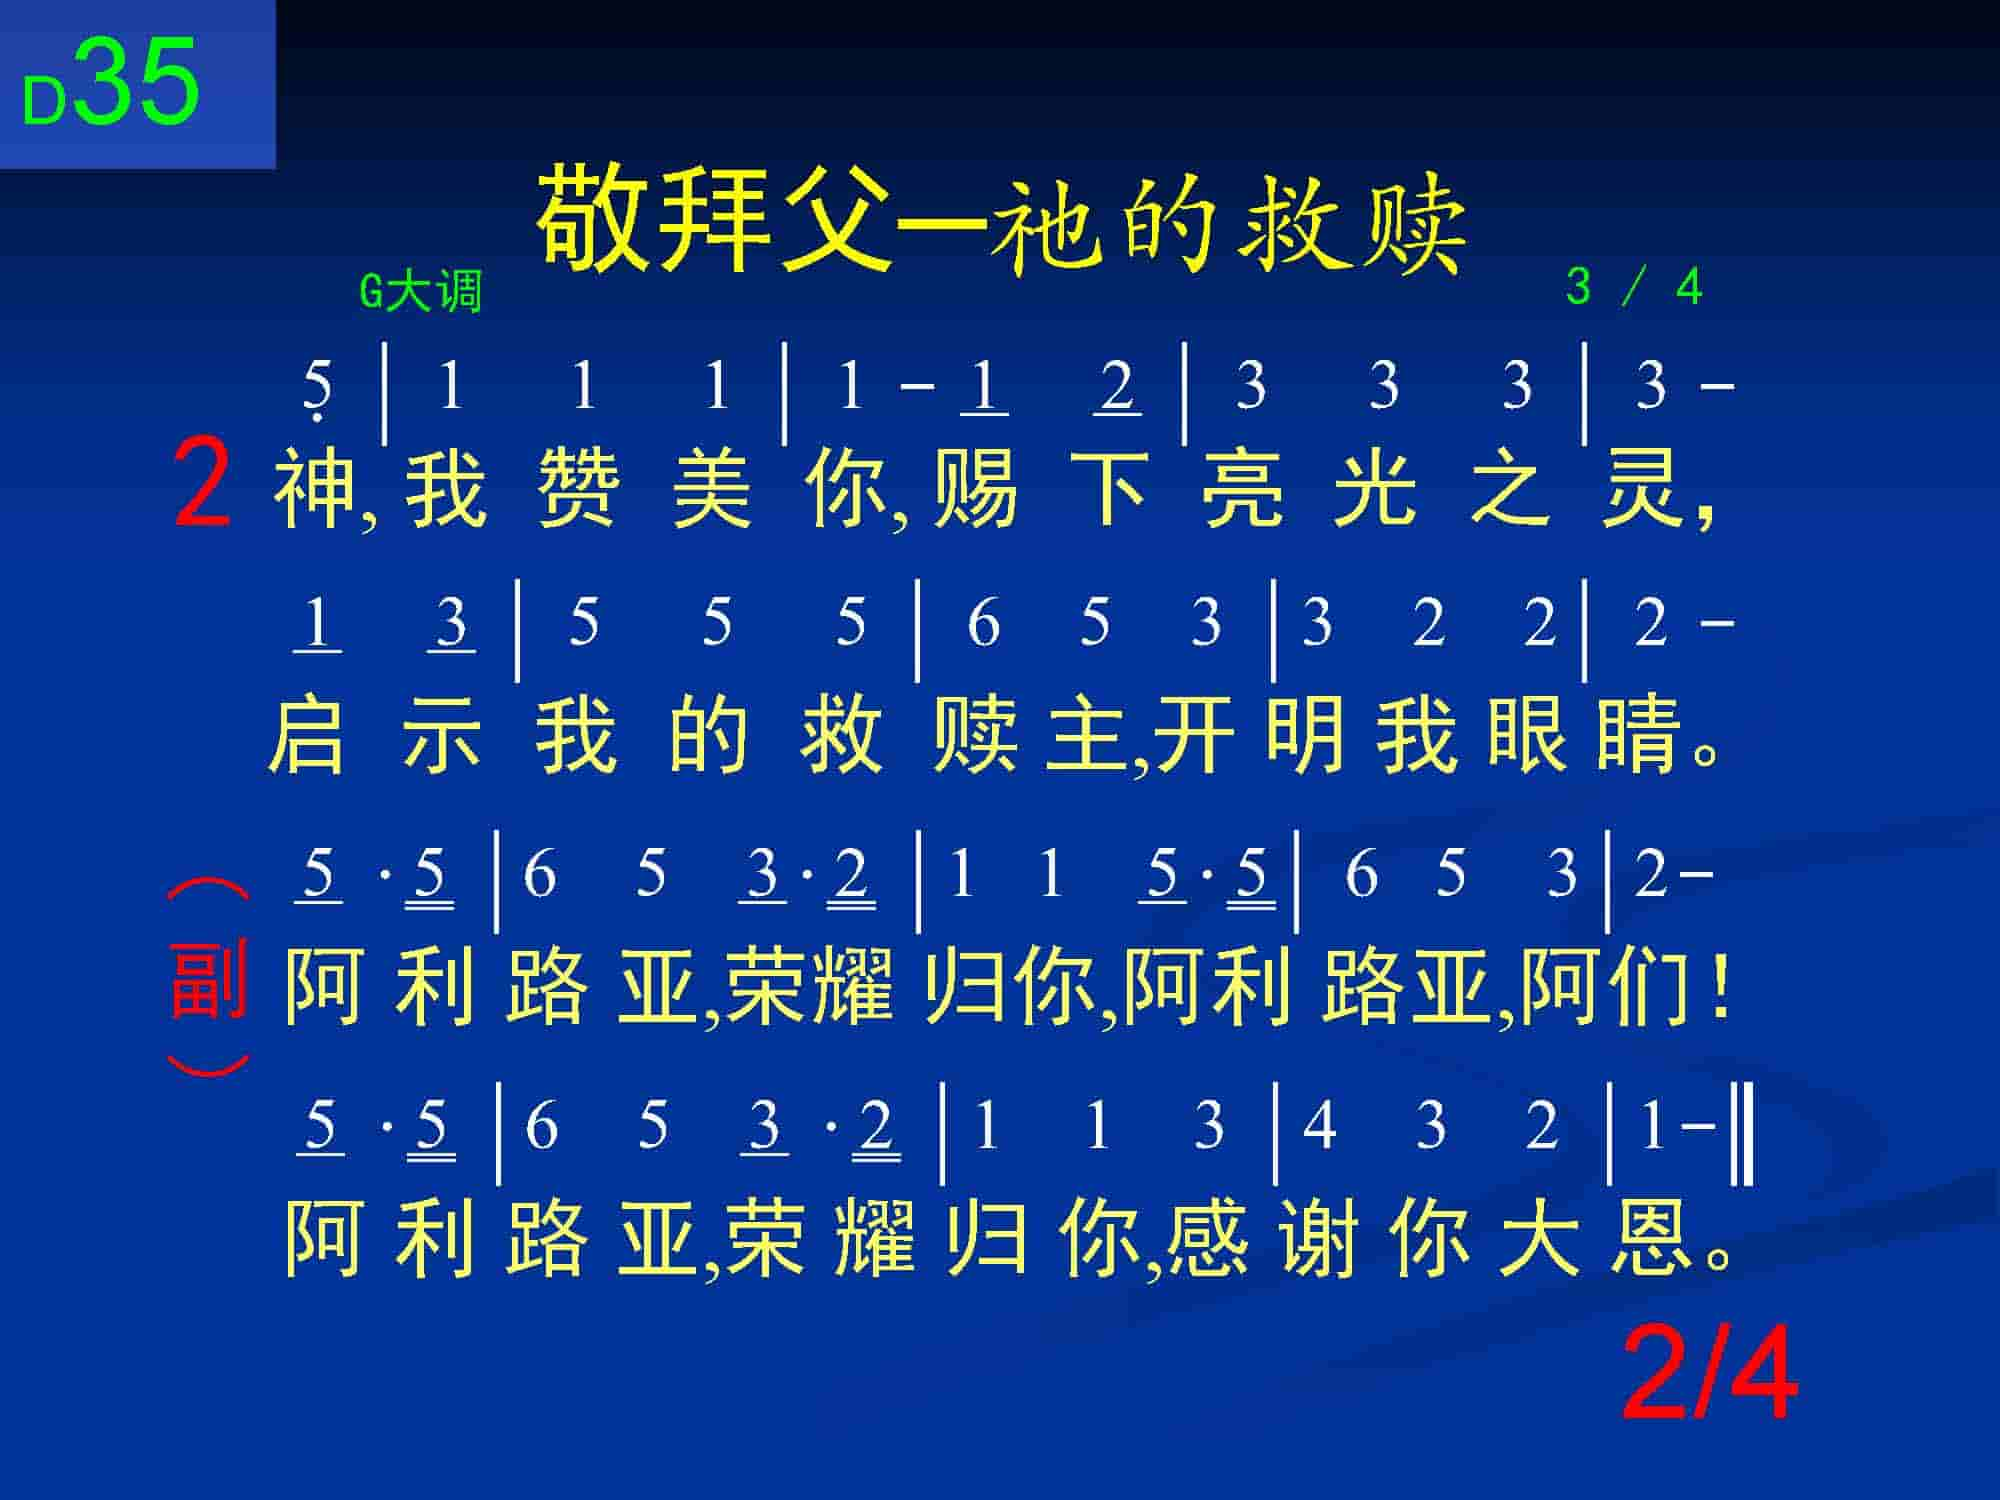 D35
敬拜父—祂的救赎
G大调 3 / 4
5̣ | 1 1 1 | 1 - 1 2 | 3 3 3 | 3 -
2 神,我赞美你,赐下亮光之灵,
1 3 | 5 5 5 | 6 5 3 | 3 2 2 | 2 -
启示我的救赎主,开明我眼睛。
5 · 5 | 6 5 3 · 2 | 1 1 5 · 5 | 6 5 3 | 2 -
(副) 阿利路亚,荣耀归你,阿利路亚,阿们!
5 · 5 | 6 5 3 · 2 | 1 1 3 | 4 3 2 | 1 - ||
阿利路亚,荣耀归你,感谢你大恩。
2/4